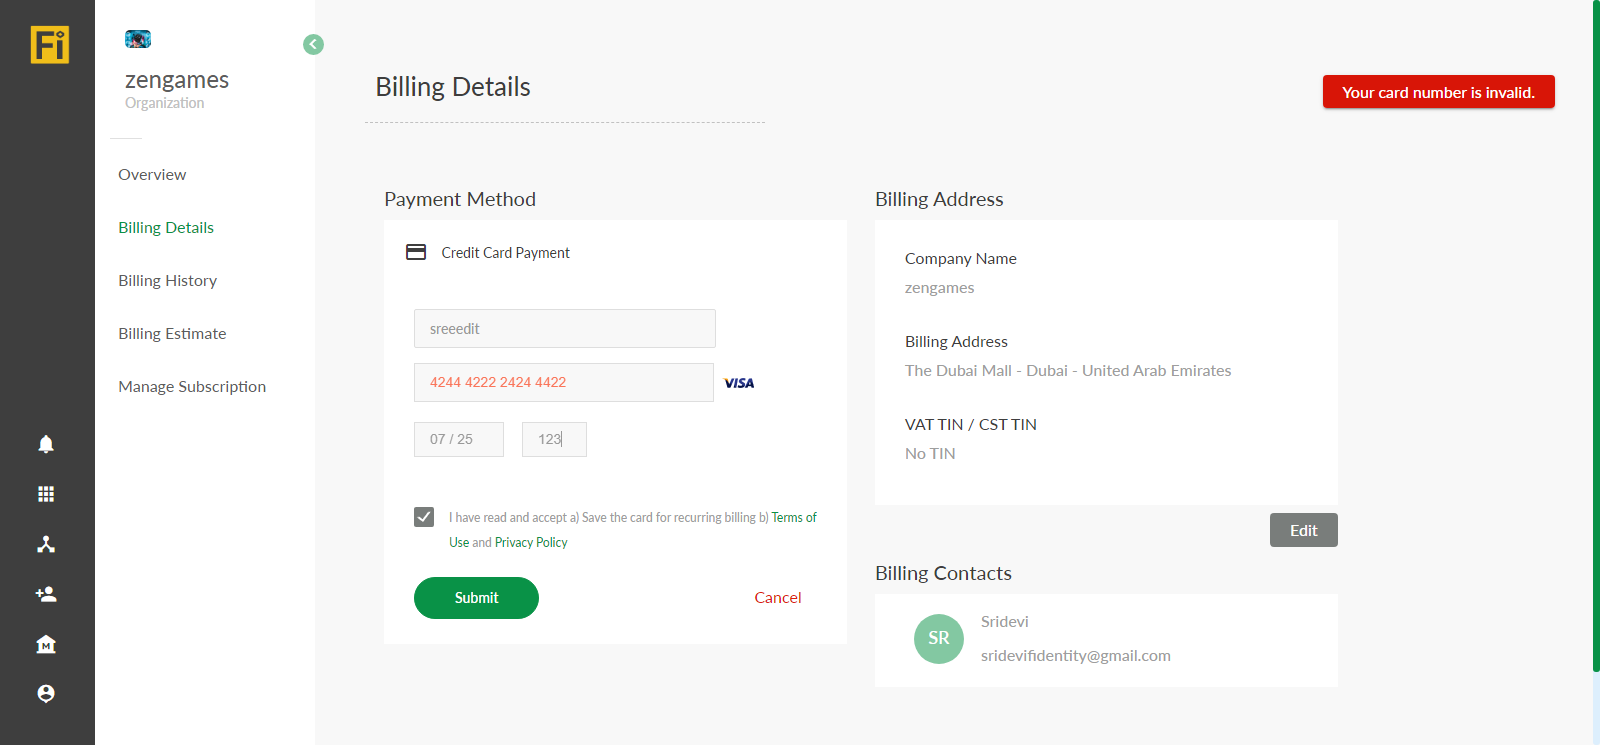 Fi
zengames
Organization
Overview
Billing Details
Billing History
Billing Estimate
Manage Subscription
M
Billing Details
Your card number is invalid.
Payment Method
Credit Card Payment
sreeedit
4244 4222 2424 4422
VISA
07 / 25
123
I have read and accept a) Save the card for recurring billing b) Terms of
Use and Privacy Policy
Submit
Cancel
Billing Address
Company Name
zengames
Billing Address
The Dubai Mall - Dubai - United Arab Emirates
VAT TIN / CST TIN
No TIN
Edit
Billing Contacts
SR
Sridevi
sridevifidentity@gmail.com